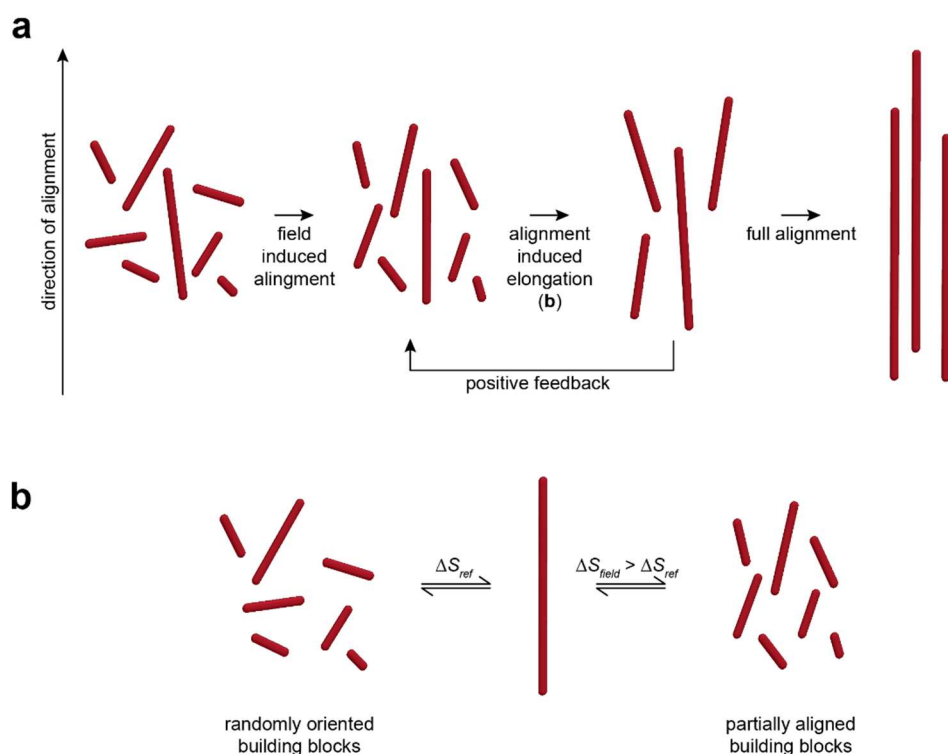 a
direction of alignment
field
induced
alingment
alignment
induced
elongation
(b)
full alignment
positive feedback
b
ΔS_ref
ΔS_field > ΔS_ref
randomly oriented
building blocks
partially aligned
building blocks